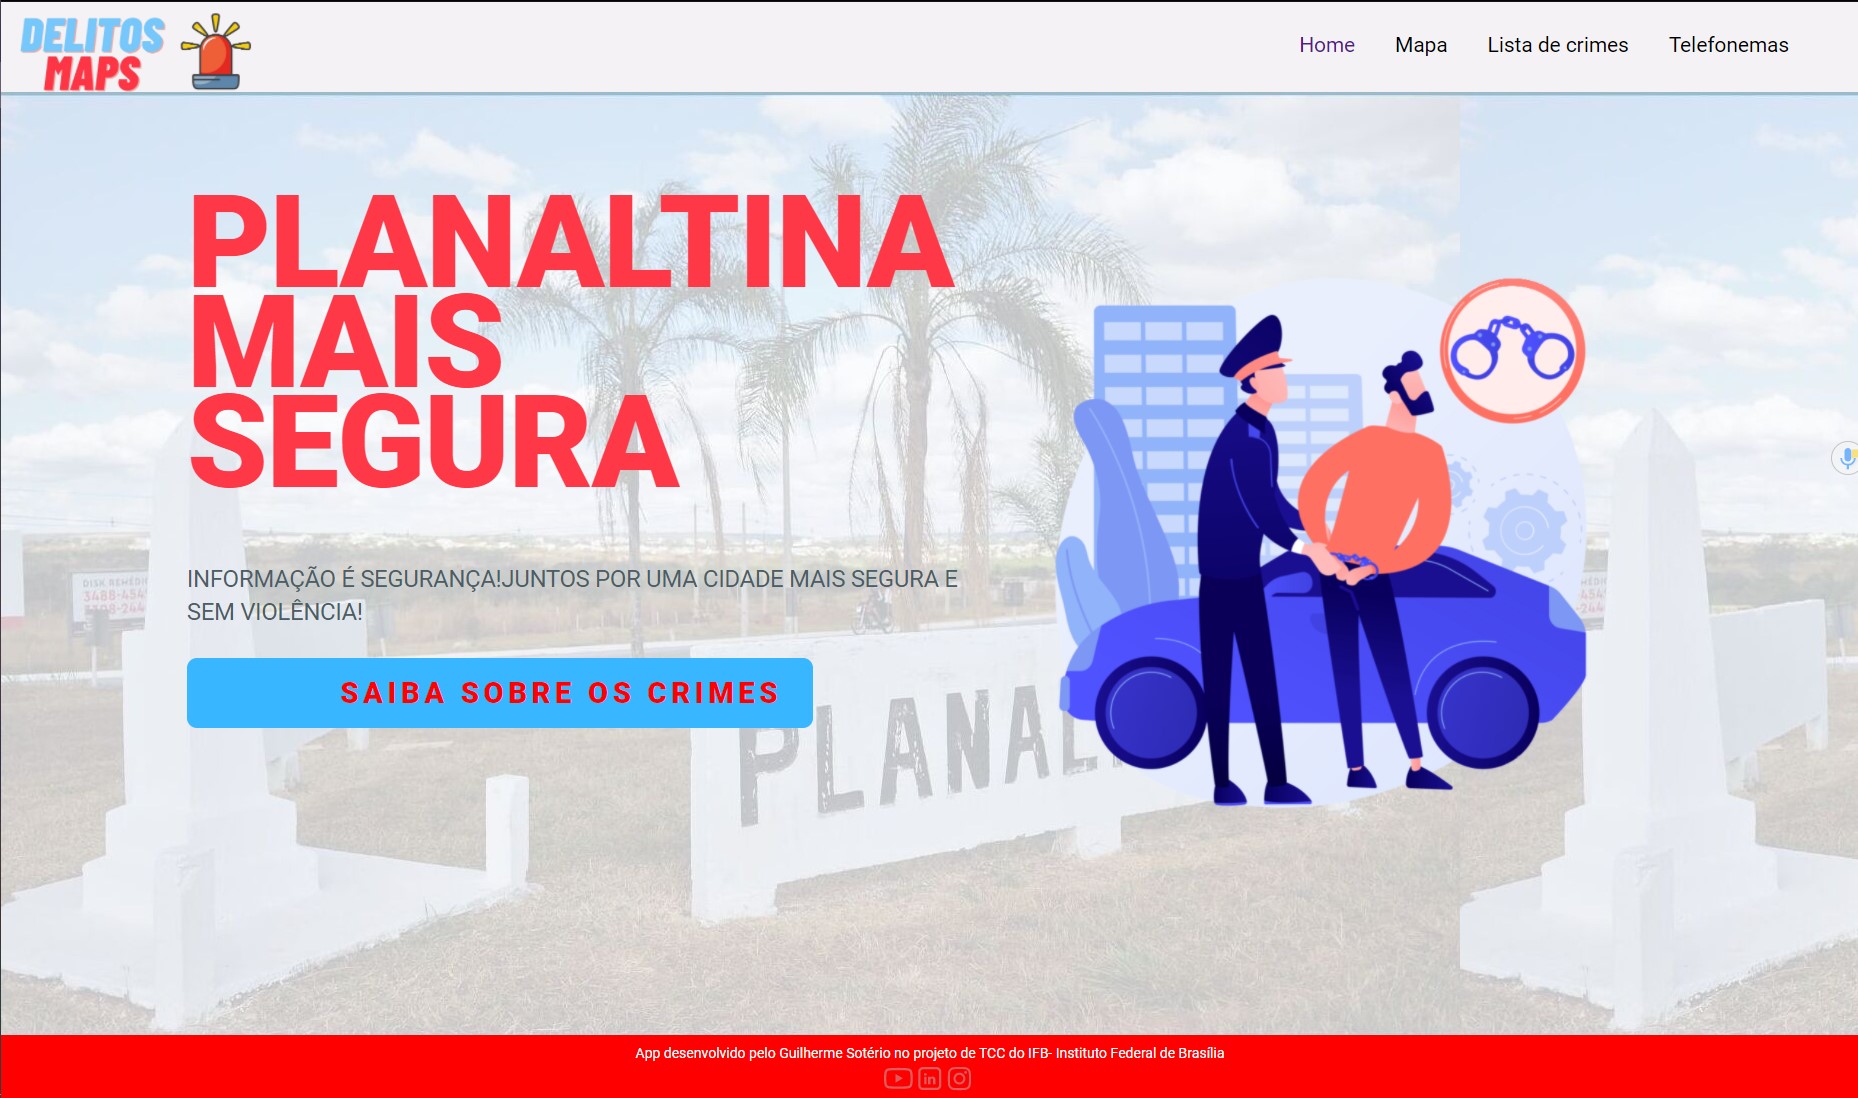 DELITOS
MAPS
Home
Mapa
Lista de crimes
Telefonemas
PLANALTINA
MAIS
SEGURA
INFORMAÇÃO É SEGURANÇA!JUNTOS POR UMA CIDADE MAIS SEGURA E
SEM VIOLÊNCIA!
SAIBA SOBRE OS CRIMES
DISK REMÉDI
3488-454
PLANAL
App desenvolvido pelo Guilherme Sotério no projeto de TCC do IFB- Instituto Federal de Brasília
in